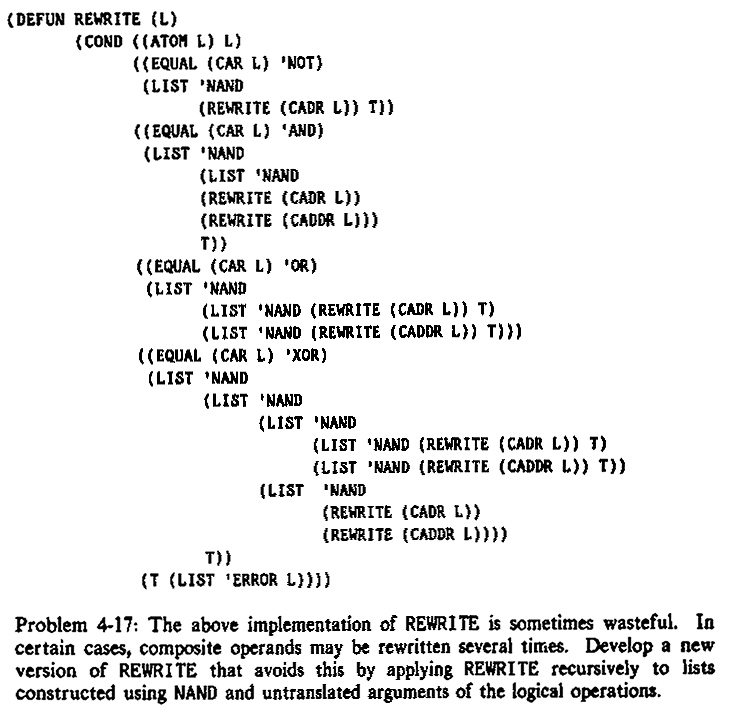 (DEFUN REWRITE (L)
(COND ((ATOM L) L)
((EQUAL (CAR L) 'NOT)
(LIST 'NAND
(REWRITE (CADR L)) T))
((EQUAL (CAR L) 'AND)
(LIST 'NAND
(LIST 'NAND
(REWRITE (CADR L))
(REWRITE (CADDR L)))
T))
((EQUAL (CAR L) 'OR)
(LIST 'NAND
(LIST 'NAND (REWRITE (CADR L)) T)
(LIST 'NAND (REWRITE (CADDR L)) T)))
((EQUAL (CAR L) 'XOR)
(LIST 'NAND
(LIST 'NAND
(LIST 'NAND
(LIST 'NAND (REWRITE (CADR L)) T)
(LIST 'NAND (REWRITE (CADDR L)) T))
(LIST 'NAND
(REWRITE (CADR L))
(REWRITE (CADDR L))))
T))
(T (LIST 'ERROR L))))
Problem 4-17: The above implementation of REWRITE is sometimes wasteful. In
certain cases, composite operands may be rewritten several times. Develop a new
version of REWRITE that avoids this by applying REWRITE recursively to lists
constructed using NAND and untranslated arguments of the logical operations.